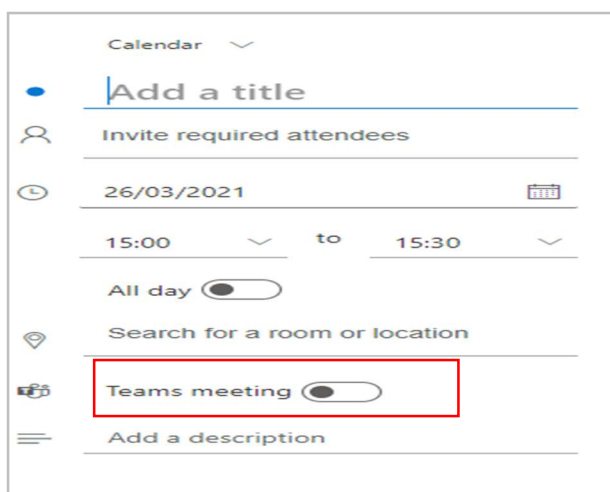 Calendar
Add a title
Invite required attendees
26/03/2021
15:00 to 15:30
All day
Search for a room or location
Teams meeting
Add a description